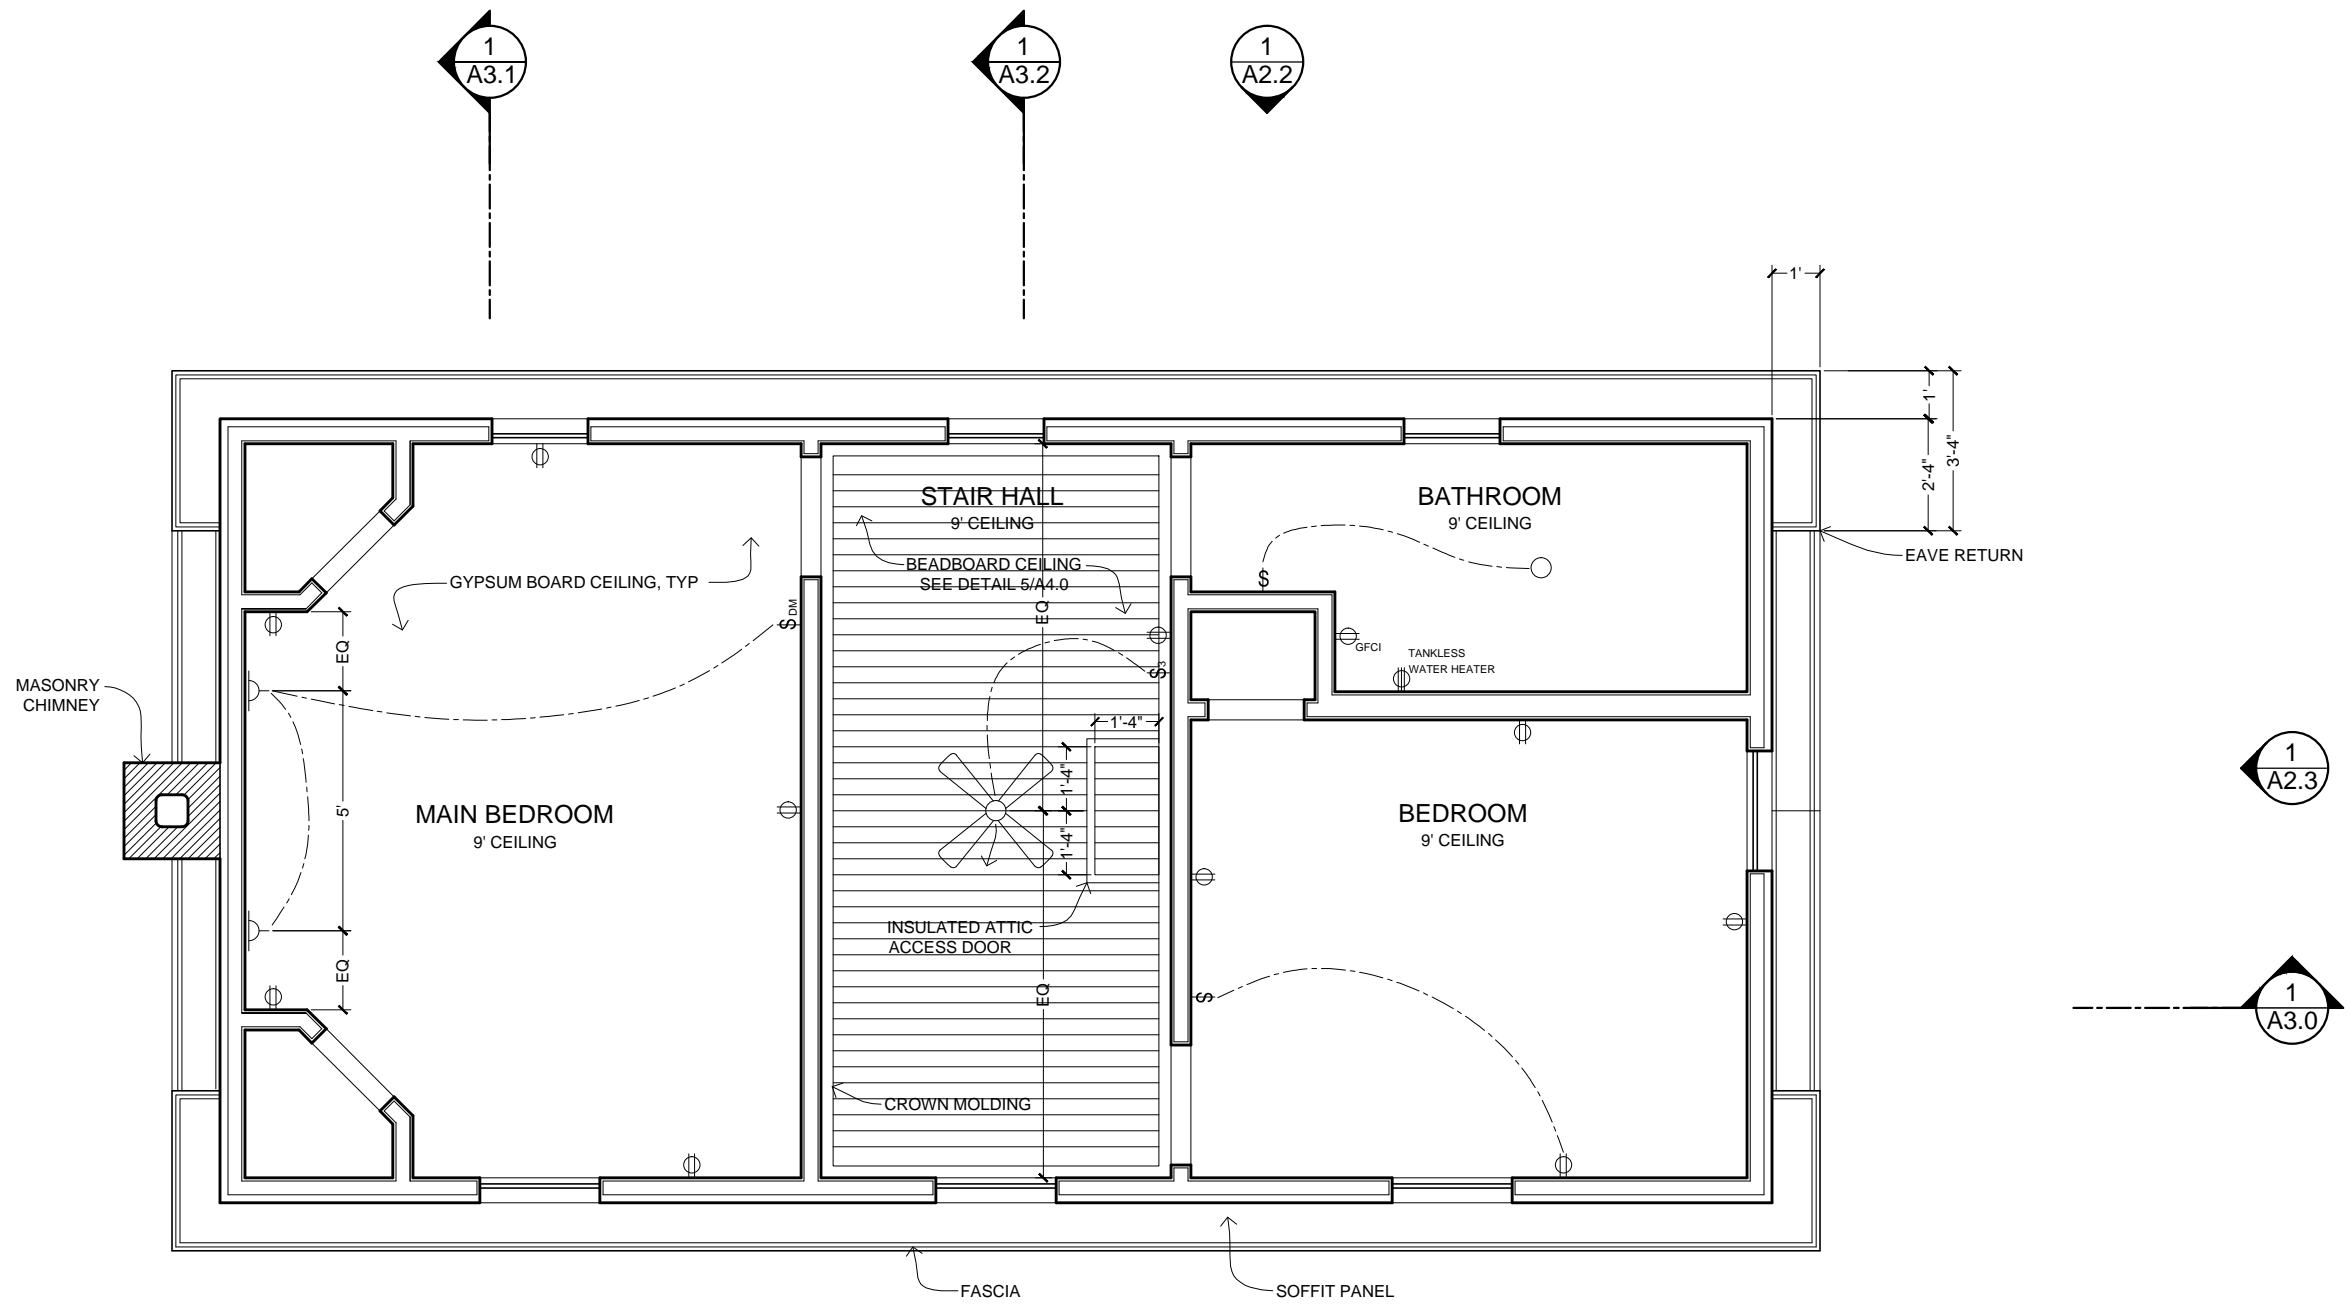 1
A3.1
1
A3.2
1
A2.2
1'
1'
2'-4"
3'-4"
STAIR HALL
9' CEILING
BATHROOM
9' CEILING
EAVE RETURN
BEADBOARD CEILING
SEE DETAIL 5/A4.0
GYPSUM BOARD CEILING, TYP
$
$ DM
EQ
EQ
GFCI
TANKLESS
WATER HEATER
$3
MASONRY
CHIMNEY
1'-4"
1'-4"
1'-4"
5'
MAIN BEDROOM
9' CEILING
BEDROOM
9' CEILING
1
A2.3
INSULATED ATTIC
ACCESS DOOR
EQ
EQ
$
1
A3.0
CROWN MOLDING
FASCIA
SOFFIT PANEL